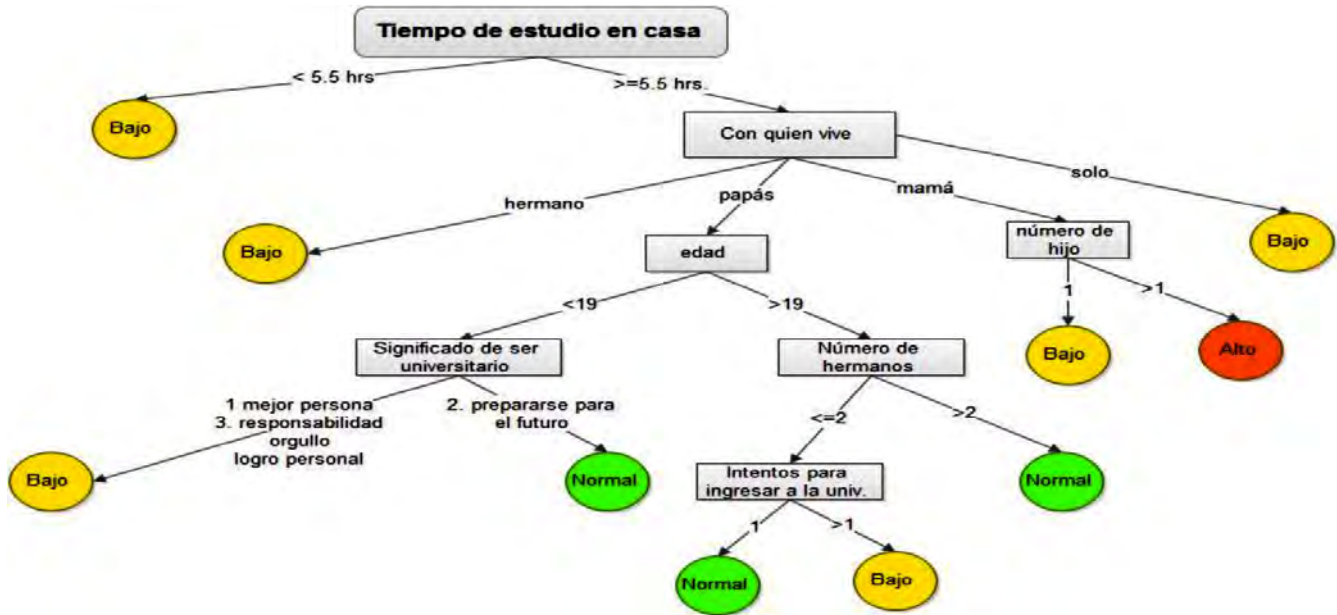 Tiempo de estudio en casa
< 5.5 hrs
>=5.5 hrs.
Bajo
Con quien vive
hermano
papás
mamá
solo
Bajo
edad
número de
hijo
Bajo
<19
>19
1
>1
Significado de ser
universitario
Número de
hermanos
Bajo
Alto
1 mejor persona
3. responsabilidad
orgullo
logro personal
2. prepararse para
el futuro
<=2
>2
Bajo
Normal
Intentos para
ingresar a la univ.
Normal
1
>1
Normal
Bajo